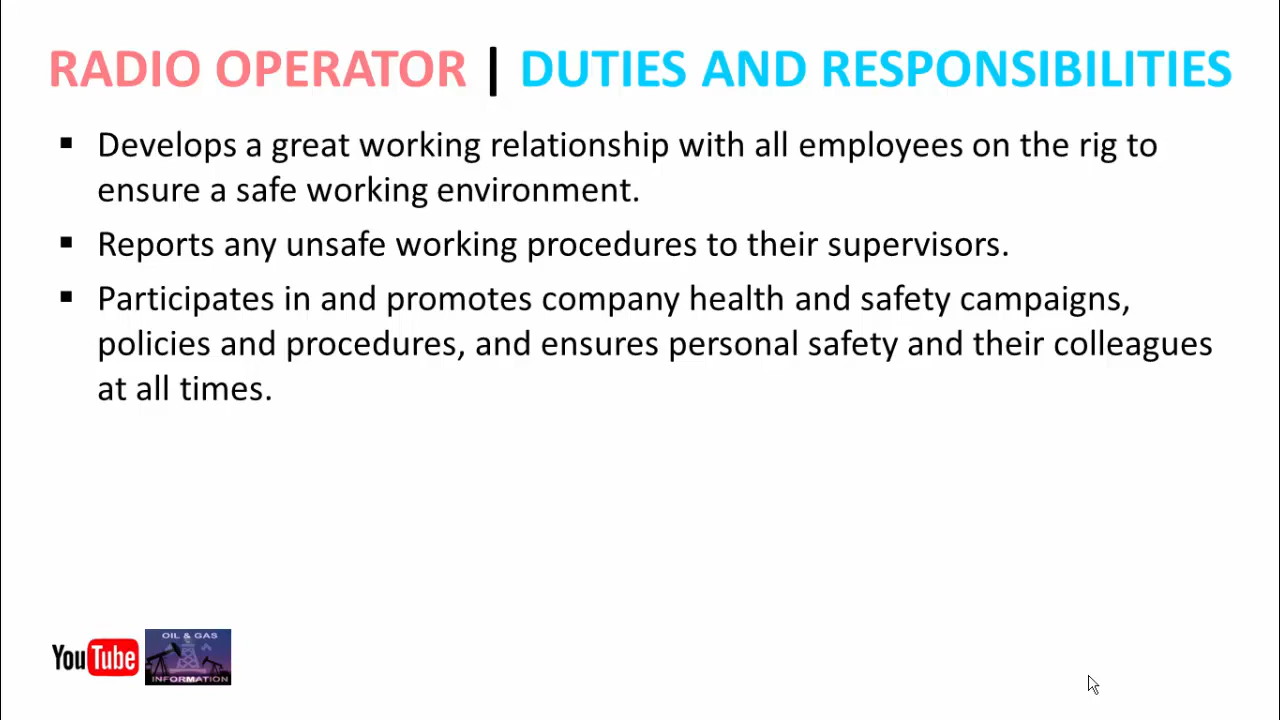 RADIO OPERATOR | DUTIES AND RESPONSIBILITIES
▪ Develops a great working relationship with all employees on the rig to
ensure a safe working environment.
▪ Reports any unsafe working procedures to their supervisors.
▪ Participates in and promotes company health and safety campaigns,
policies and procedures, and ensures personal safety and their colleagues
at all times.
YouTube
OIL & GAS
INFORMATION